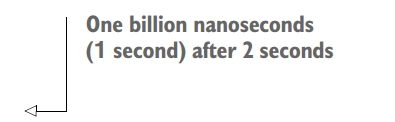 One billion nanoseconds
(1 second) after 2 seconds